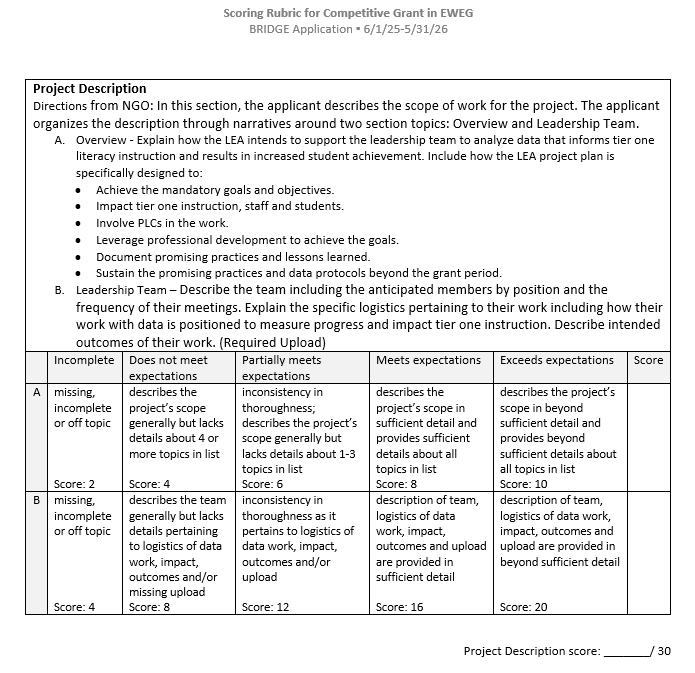 Scoring Rubric for Competitive Grant in EWEG
BRIDGE Application ▪ 6/1/25-5/31/26
Project Description
Directions from NGO: In this section, the applicant describes the scope of work for the project. The applicant
organizes the description through narratives around two section topics: Overview and Leadership Team.
A. Overview - Explain how the LEA intends to support the leadership team to analyze data that informs tier one
literacy instruction and results in increased student achievement. Include how the LEA project plan is
specifically designed to:
• Achieve the mandatory goals and objectives.
• Impact tier one instruction, staff and students.
• Involve PLCs in the work.
• Leverage professional development to achieve the goals.
• Document promising practices and lessons learned.
• Sustain the promising practices and data protocols beyond the grant period.
B. Leadership Team – Describe the team including the anticipated members by position and the
frequency of their meetings. Explain the specific logistics pertaining to their work including how their
work with data is positioned to measure progress and impact tier one instruction. Describe intended
outcomes of their work. (Required Upload)
Incomplete
Does not meet
expectations
Partially meets
expectations
Meets expectations
Exceeds expectations
Score
A
missing,
incomplete
or off topic
Score: 2
describes the
project's scope
generally but lacks
details about 4 or
more topics in list
Score: 4
inconsistency in
thoroughness;
describes the project's
scope generally but
lacks details about 1-3
topics in list
Score: 6
describes the
project's scope in
sufficient detail and
provides sufficient
details about all
topics in list
Score: 8
describes the project's
scope in beyond
sufficient detail and
provides beyond
sufficient details about
all topics in list
Score: 10
B
missing,
incomplete
or off topic
Score: 4
describes the team
generally but lacks
details pertaining
to logistics of data
work, impact,
outcomes and/or
missing upload
Score: 8
inconsistency in
thoroughness as it
pertains to logistics of
data work, impact,
outcomes and/or
upload
Score: 12
description of team,
logistics of data
work, impact,
outcomes and upload
are provided in
sufficient detail
Score: 16
description of team,
logistics of data work,
impact, outcomes and
upload are provided in
beyond sufficient detail
Score: 20
Project Description score: _______/ 30